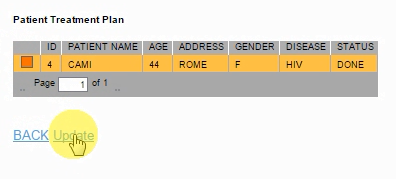 Patient Treatment Plan
ID PATIENT NAME AGE ADDRESS GENDER DISEASE STATUS
4 CAMI 44 ROME F HIV DONE
.. Page 1 of 1 ..
BACK Update